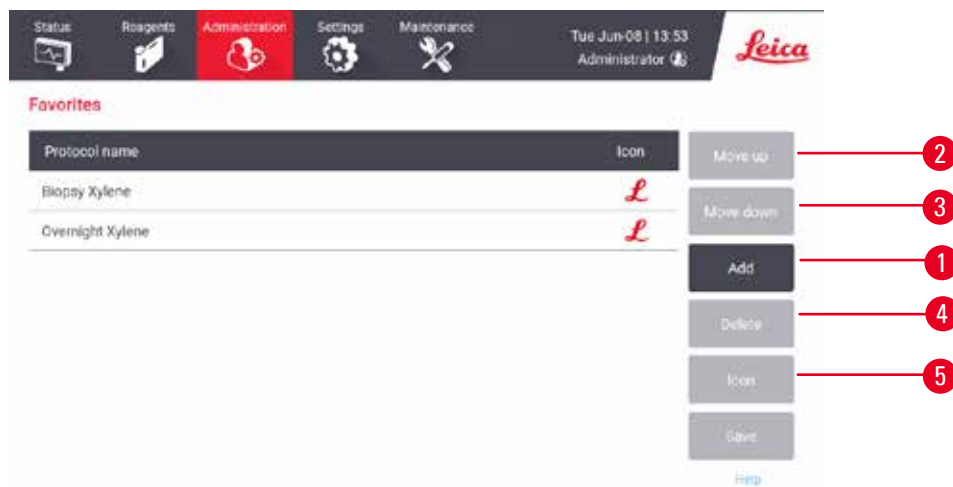 Status Reagents Administration Settings Maintenance
Tue Jun-08 | 13:53
Administrator
Leica
Favorites
Protocol name Icon
Biopsy Xylene
Overnight Xylene
Move up 2
Move down 3
Add 1
Delete 4
Icon 5
Save
Help